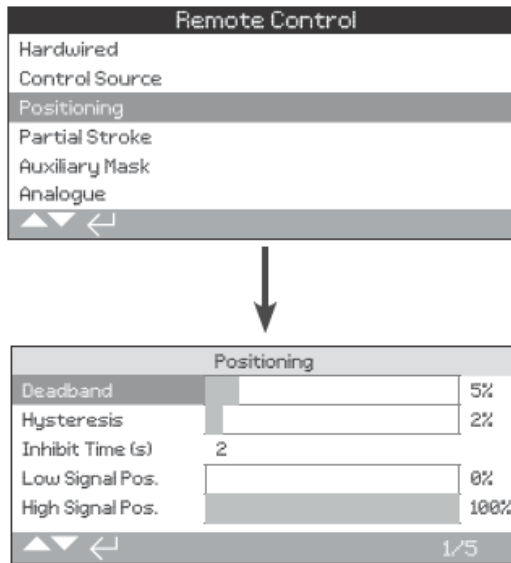 Remote Control
Hardwired
Control Source
Positioning
Partial Stroke
Auxiliary Mask
Analogue
Positioning
Deadband 5%
Hysteresis 2%
Inhibit Time (s) 2
Low Signal Pos. 0%
High Signal Pos. 100%
1/5